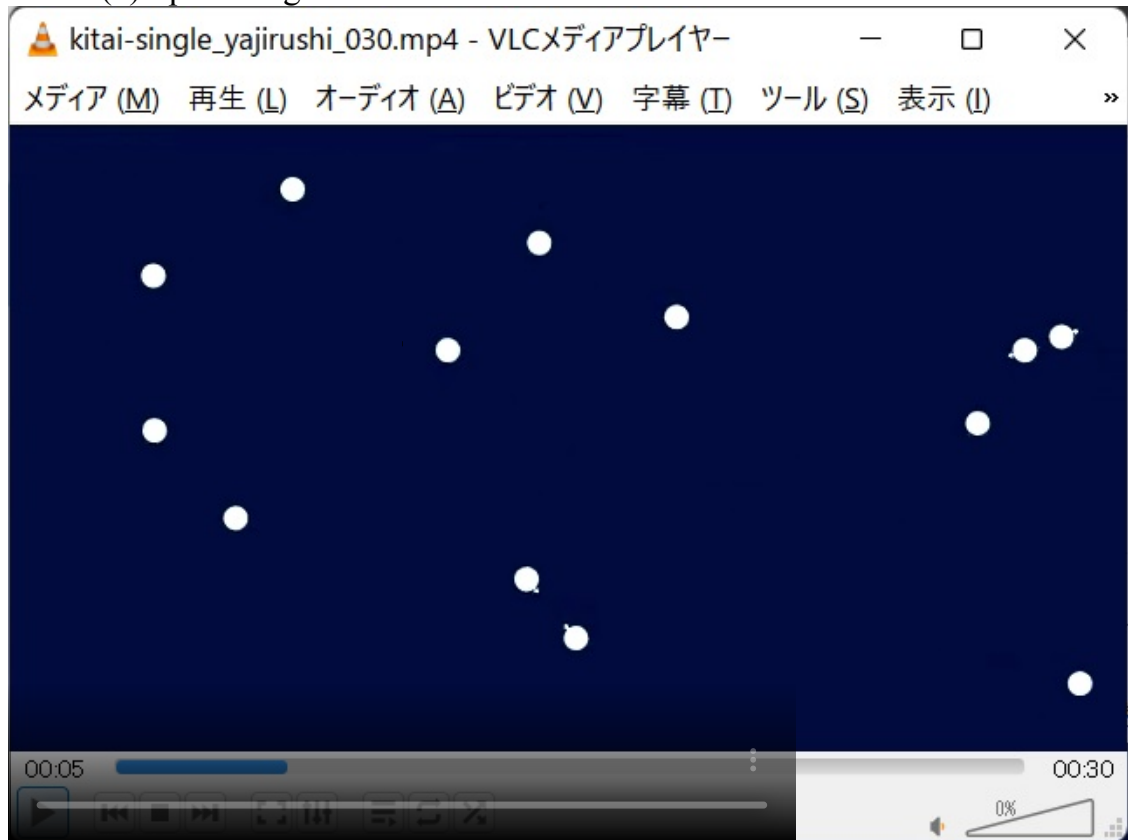 kitai-single_yajirushi_030.mp4 - VLCメディアプレイヤー
メディア (M) 再生 (L) オーディオ (A) ビデオ (V) 字幕 (T) ツール (S) 表示 (I) »
00:05 00:30
0%